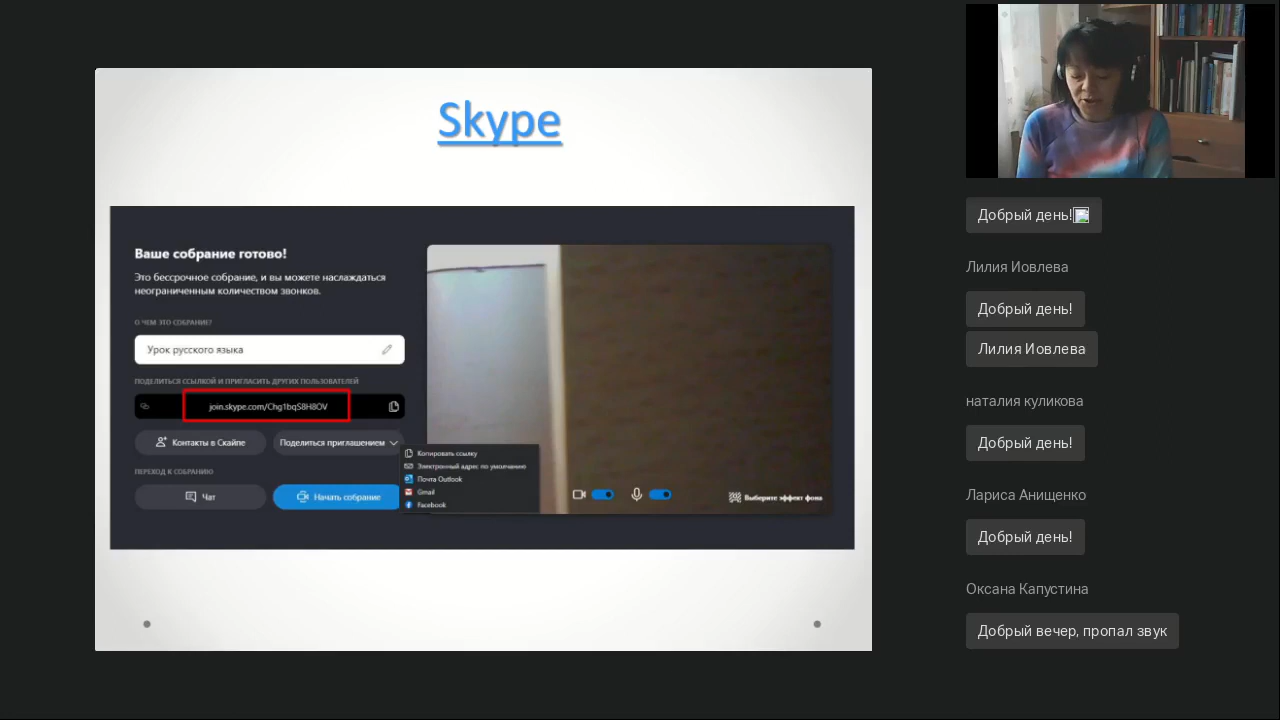 Skype
Ваше собрание готово!
Это бессрочное собрание, и вы можете наслаждаться
неограниченным количеством звонков.
О ЧЕМ ЭТО СОБРАНИЕ?
Урок русского языка
ПОДЕЛИТЬСЯ ССЫЛКОЙ И ПРИГЛАСИТЬ ДРУГИХ ПОЛЬЗОВАТЕЛЕЙ
join.skype.com/Chg1bqS8H8OV
Контакты в Скайпе
Поделиться приглашением
ПЕРЕХОД К СОБРАНИЮ
Чат
Начать собрание
Копировать ссылку
Электронный адрес по умолчанию
Почта Outlook
Gmail
Facebook
Выберите эффект фона
Добрый день!
Лилия Иовлева
Добрый день!
Лилия Иовлева
наталия куликова
Добрый день!
Лариса Анищенко
Добрый день!
Оксана Капустина
Добрый вечер, пропал звук